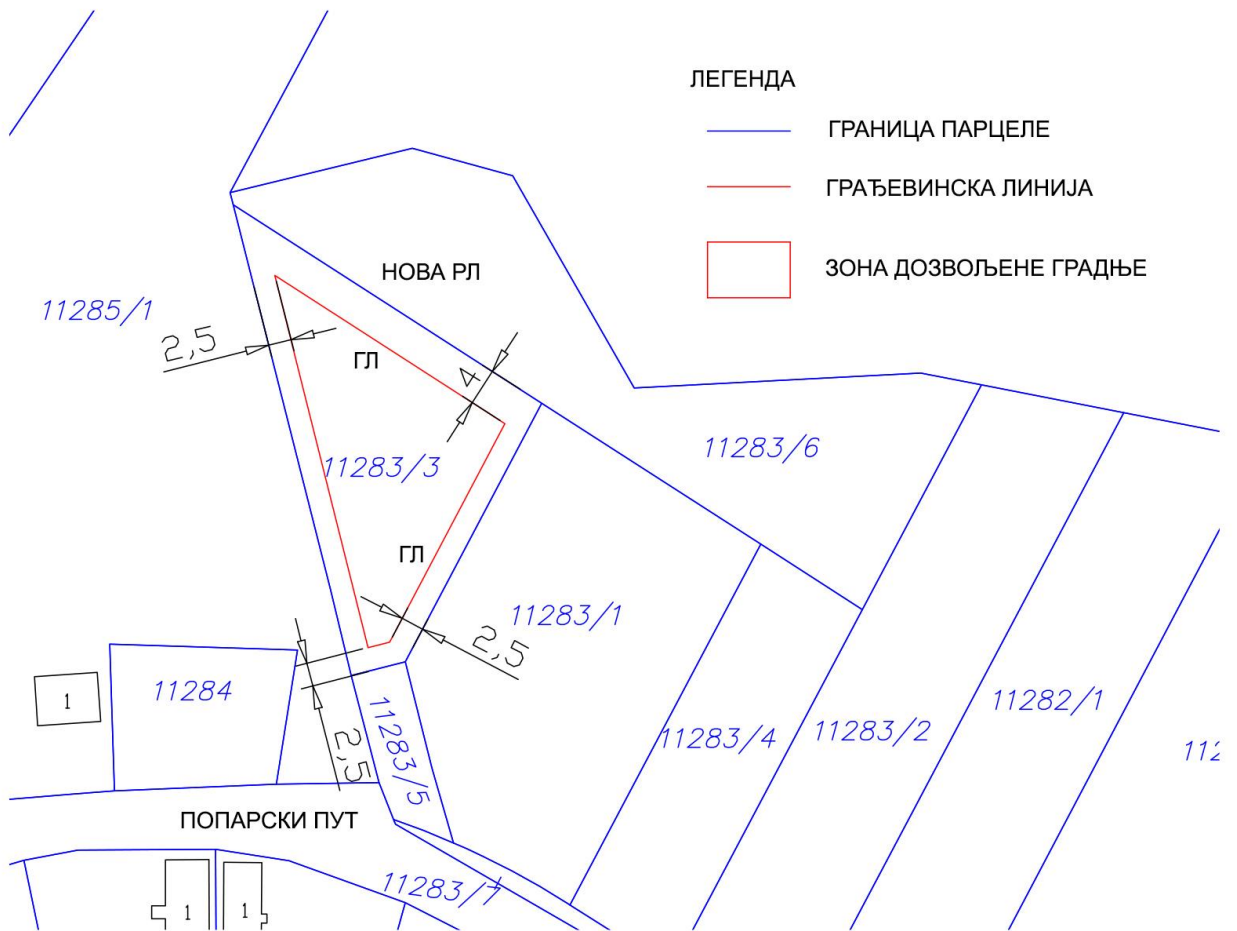 ЛЕГЕНДА
ГРАНИЦА ПАРЦЕЛЕ
ГРАЂЕВИНСКА ЛИНИЈА
ЗОНА ДОЗВОЉЕНЕ ГРАДЊЕ
НОВА РЛ
11285/1
2,5
ГЛ
4
11283/6
11283/3
ГЛ
11283/1
2,5
11284
1
11282/1
11283/2
11283/4
112
11283/5
2,5
ПОПАРСКИ ПУТ
11283/7
1
1